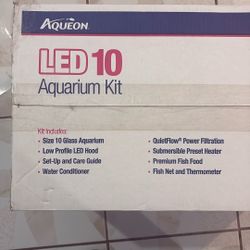 AQUEON
LED 10
Aquarium Kit
Kit Includes:
• Size 10 Glass Aquarium
• Low Profile LED Hood
• Set-Up and Care Guide
• Water Conditioner
• QuietFlow® Power Filtration
• Submersible Preset Heater
• Premium Fish Food
• Fish Net and Thermometer